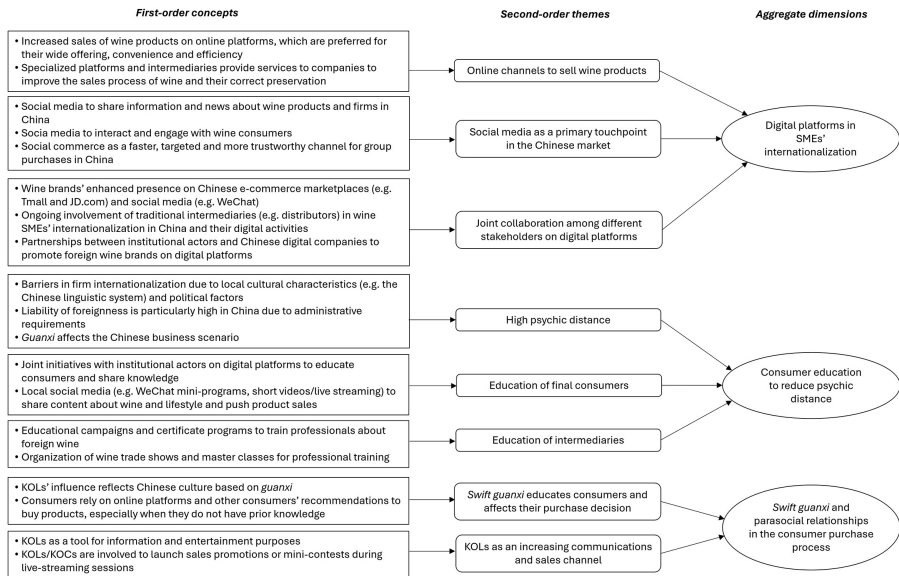 First-order concepts
Second-order themes
Aggregate dimensions
• Increased sales of wine products on online platforms, which are preferred for
their wide offering, convenience and efficiency
• Specialized platforms and intermediaries provide services to companies to
improve the sales process of wine and their correct preservation
Online channels to sell wine products
• Social media to share information and news about wine products and firms in
China
• Socia media to interact and engage with wine consumers
• Social commerce as a faster, targeted and more trustworthy channel for group
purchases in China
Social media as a primary touchpoint
in the Chinese market
• Wine brands' enhanced presence on Chinese e-commerce marketplaces (e.g.
Tmall and JD.com) and social media (e.g. WeChat)
• Ongoing involvement of traditional intermediaries (e.g. distributors) in wine
SMEs' internationalization in China and their digital activities
• Partnerships between institutional actors and Chinese digital companies to
promote foreign wine brands on digital platforms
Joint collaboration among different
stakeholders on digital platforms
Digital platforms in
SMEs'
internationalization
• Barriers in firm internationalization due to local cultural characteristics (e.g. the
Chinese linguistic system) and political factors
• Liability of foreignness is particularly high in China due to administrative
requirements
• Guanxi affects the Chinese business scenario
High psychic distance
• Joint initiatives with institutional actors on digital platforms to educate
consumers and share knowledge
• Local social media (e.g. WeChat mini-programs, short videos/live streaming) to
share content about wine and lifestyle and push product sales
Education of final consumers
• Educational campaigns and certificate programs to train professionals about
foreign wine
• Organization of wine trade shows and master classes for professional training
Education of intermediaries
Consumer education
to reduce psychic
distance
• KOLs' influence reflects Chinese culture based on guanxi
• Consumers rely on online platforms and other consumers' recommendations to
buy products, especially when they do not have prior knowledge
Swift guanxi educates consumers and
affects their purchase decision
• KOLs as a tool for information and entertainment purposes
• KOLs/KOCs are involved to launch sales promotions or mini-contests during
live-streaming sessions
KOLs as an increasing communications
and sales channel
Swift guanxi and
parasocial relationships
in the consumer purchase
process